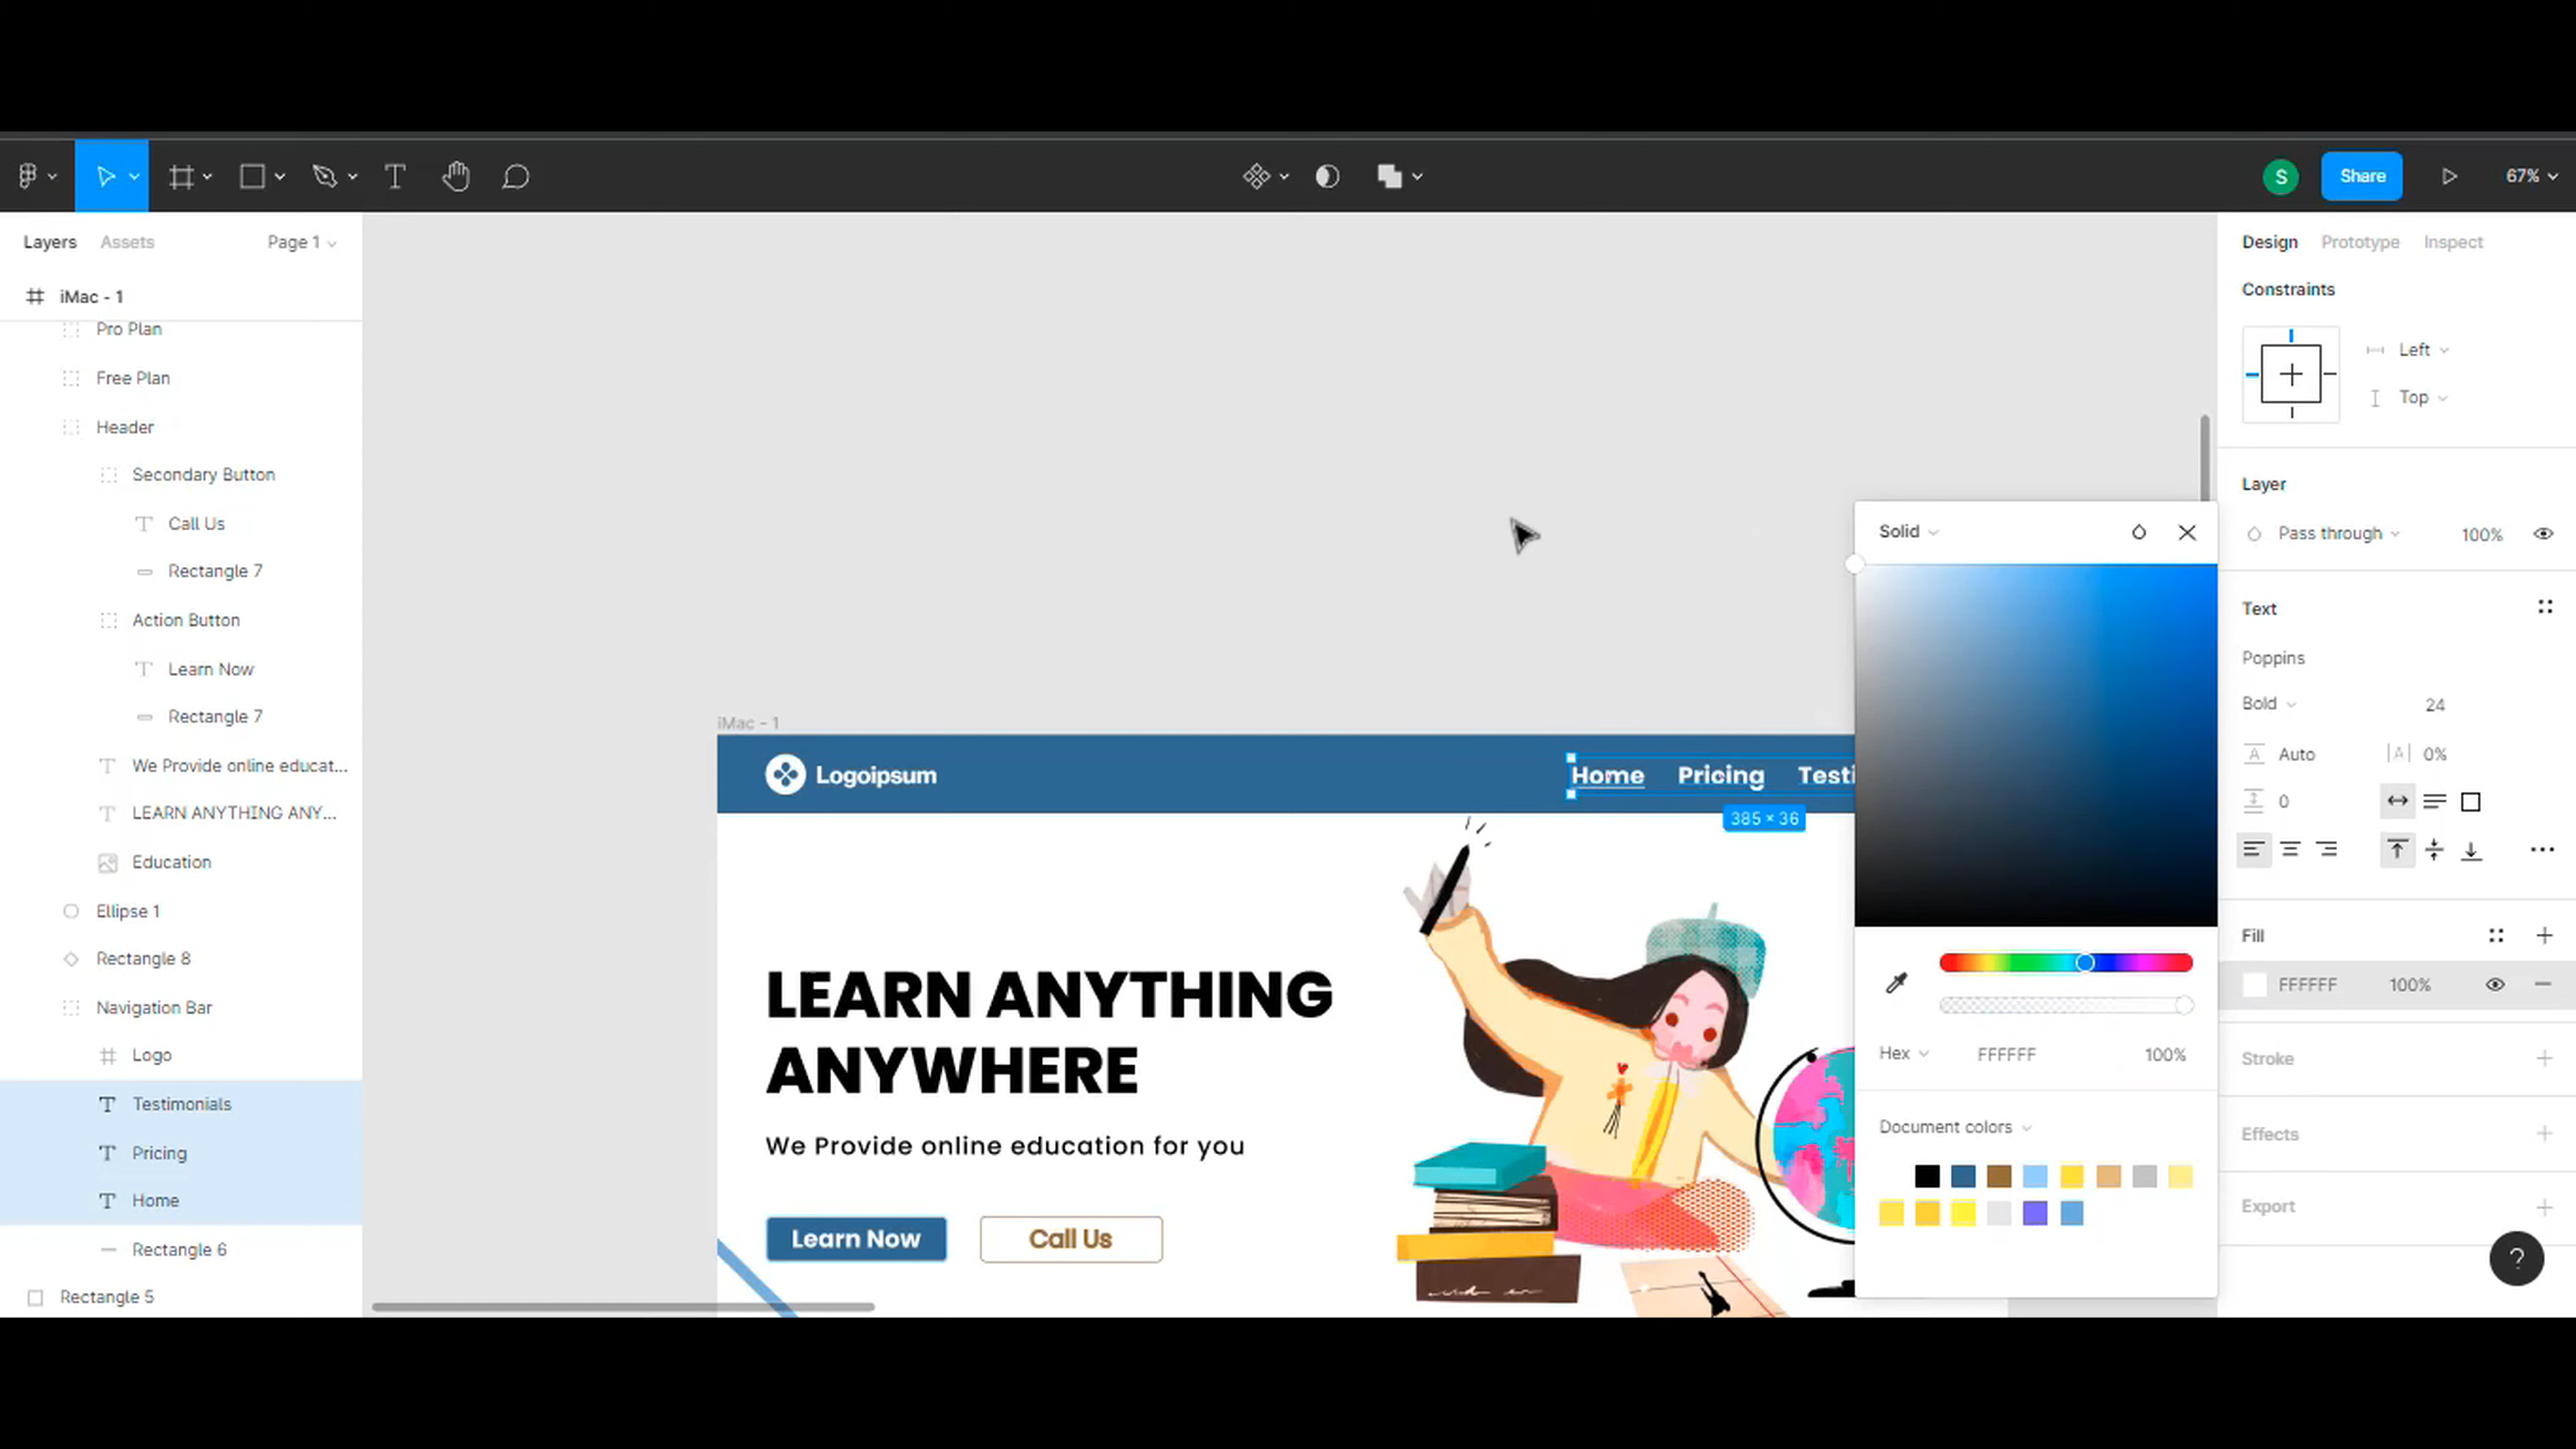 S
Share
67%
Layers
Assets
Page 1
iMac - 1
Pro Plan
Free Plan
Header
Secondary Button
Call Us
Rectangle 7
Action Button
Learn Now
Rectangle 7
We Provide online educat...
LEARN ANYTHING ANY...
Education
Ellipse 1
Rectangle 8
Navigation Bar
Logo
Testimonials
Pricing
Home
Rectangle 6
Rectangle 5
iMac - 1
Logoipsum
Home
Pricing
Testi
385 × 36
LEARN ANYTHING
ANYWHERE
We Provide online education for you
Learn Now
Call Us
Solid
Hex
FFFFFF
100%
Document colors
Design
Prototype
Inspect
Constraints
Left
Top
Layer
Pass through
100%
Text
Poppins
Bold
24
Auto
0%
0
Fill
FFFFFF
100%
Stroke
Effects
Export
?